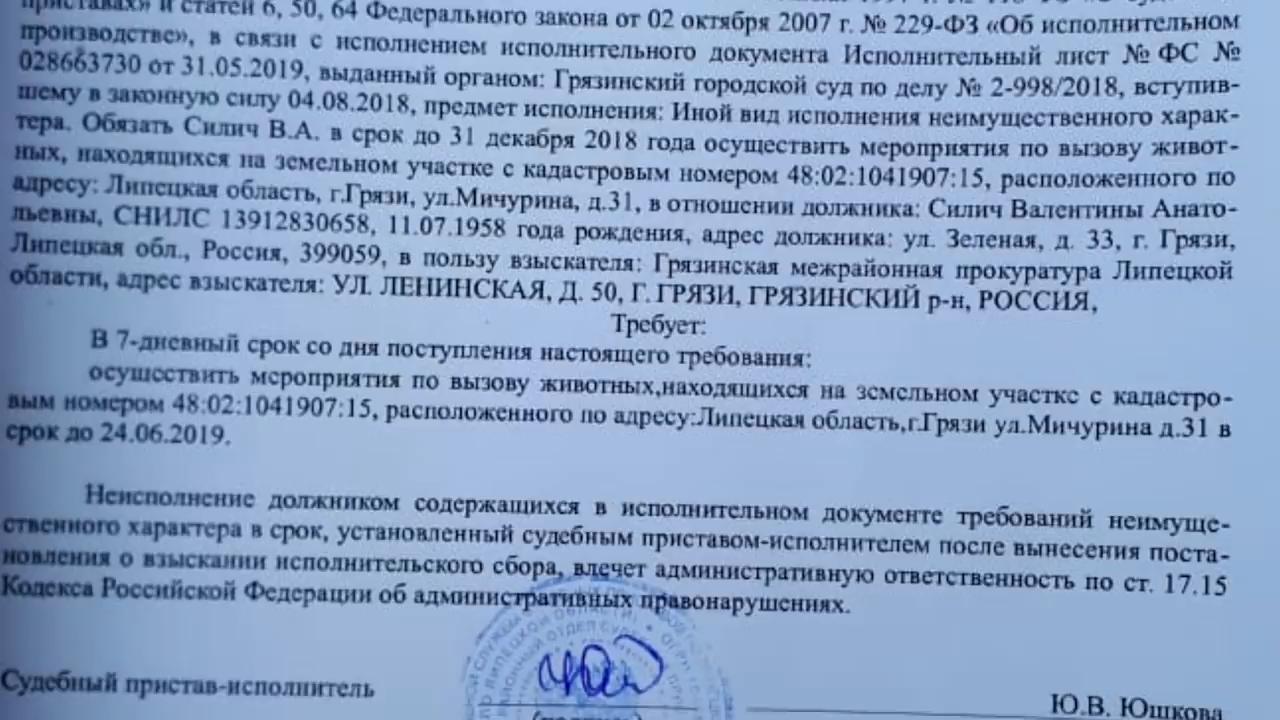 приставах» и статей 6, 50, 64 Федерального закона от 02 октября 2007 г. № 229-ФЗ «Об исполнительном
производстве», в связи с исполнением исполнительного документа Исполнительный лист № ФС №
028663730 от 31.05.2019, выданный органом: Грязинский городской суд по делу № 2-998/2018, вступив-
шему в законную силу 04.08.2018, предмет исполнения: Иной вид исполнения неимущественного харак-
тера. Обязать Силич В.А. в срок до 31 декабря 2018 года осуществить мероприятия по вызову живот-
ных, находящихся на земельном участке с кадастровым номером 48:02:1041907:15, расположенного по
адресу: Липецкая область, г.Грязи, ул.Мичурина, д.31, в отношении должника: Силич Валентины Анато-
льевны, СНИЛС 13912830658, 11.07.1958 года рождения, адрес должника: ул. Зеленая, д. 33, г. Грязи,
Липецкая обл., Россия, 399059, в пользу взыскателя: Грязинская межрайонная прокуратура Липецкой
области, адрес взыскателя: УЛ. ЛЕНИНСКАЯ, Д. 50, Г. ГРЯЗИ, ГРЯЗИНСКИЙ р-н, РОССИЯ,
Требует:
В 7-дневный срок со дня поступления настоящего требования:
осуществить мероприятия по вызову животных,находящихся на земельном участке с кадастро-
вым номером 48:02:1041907:15, расположенного по адресу:Липецкая область,г.Грязи ул.Мичурина д.31 в
срок до 24.06.2019.
Неисполнение должником содержащихся в исполнительном документе требований неимуще-
ственного характера в срок, установленный судебным приставом-исполнителем после вынесения поста-
новления о взыскании исполнительского сбора, влечет административную ответственность по ст. 17.15
Кодекса Российской Федерации об административных правонарушениях.
Судебный пристав-исполнитель
Ю.В. Юшкова